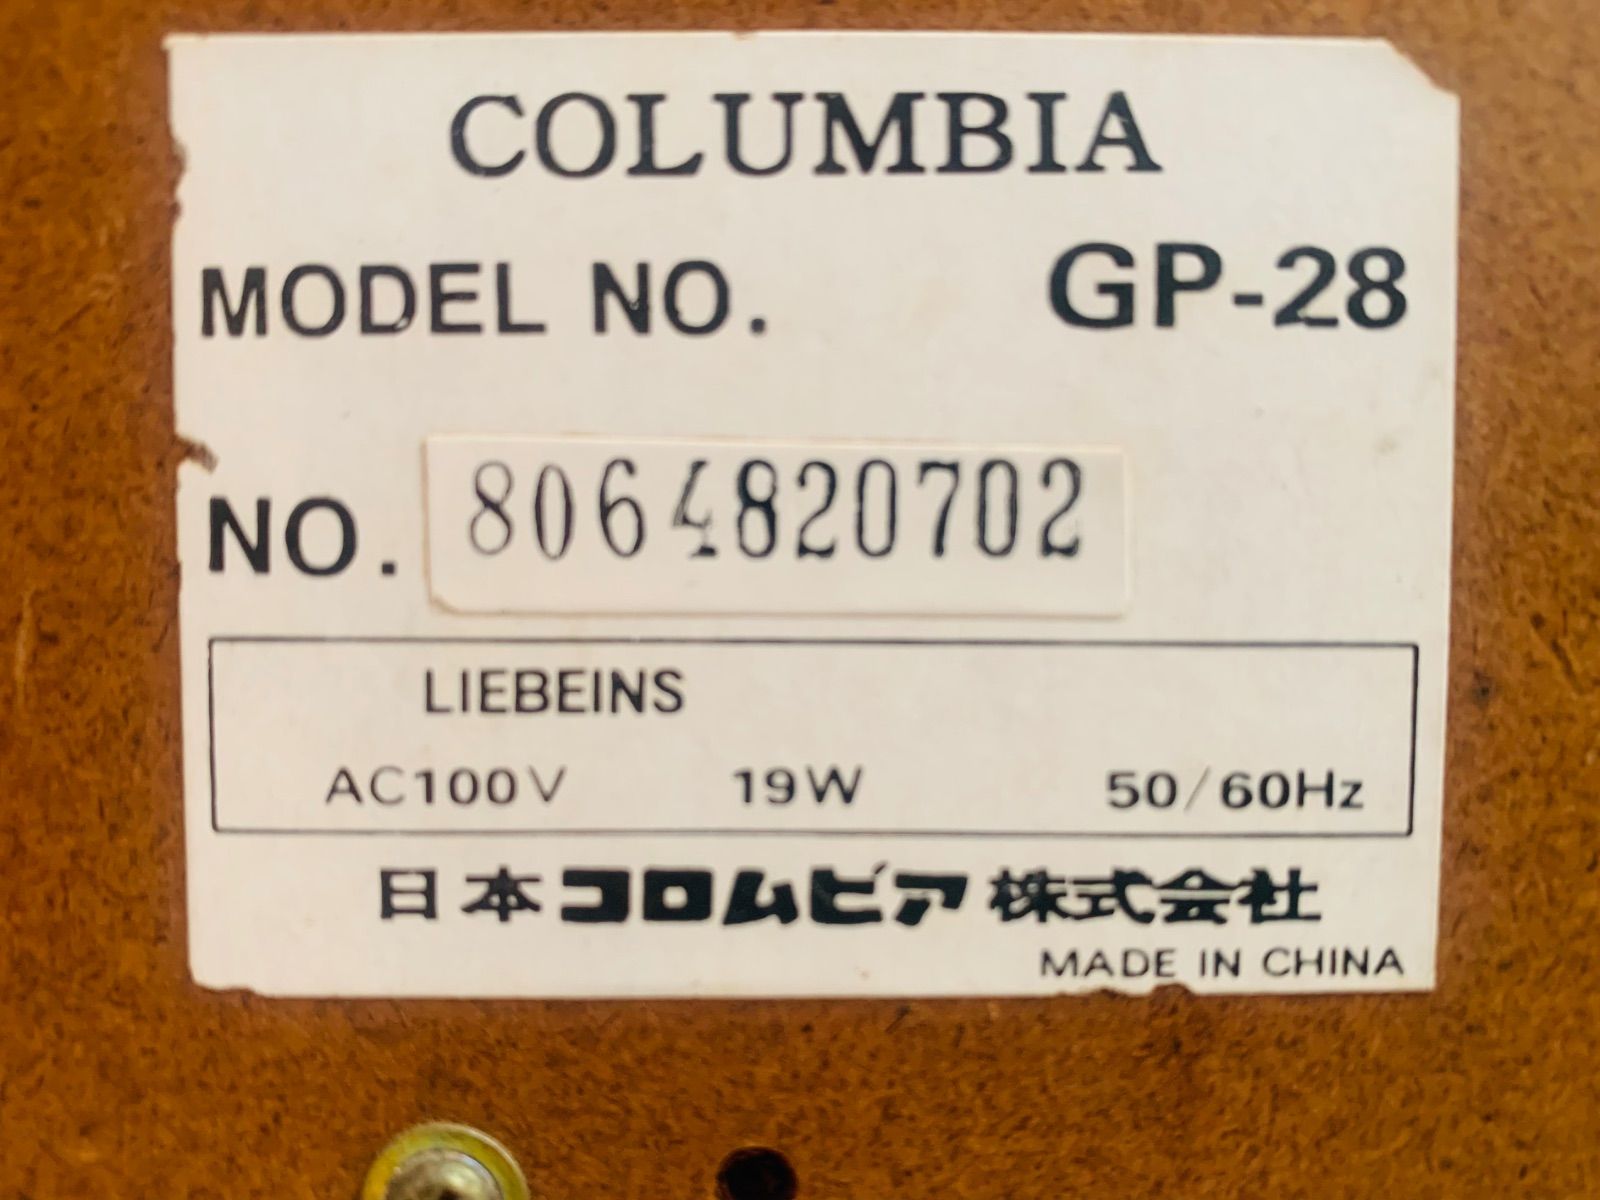 COLUMBIA
MODEL NO. GP-28
NO. 8064820702
LIEBEINS
AC100V 19W 50/60Hz
日本コロムビア株式会社
MADE IN CHINA